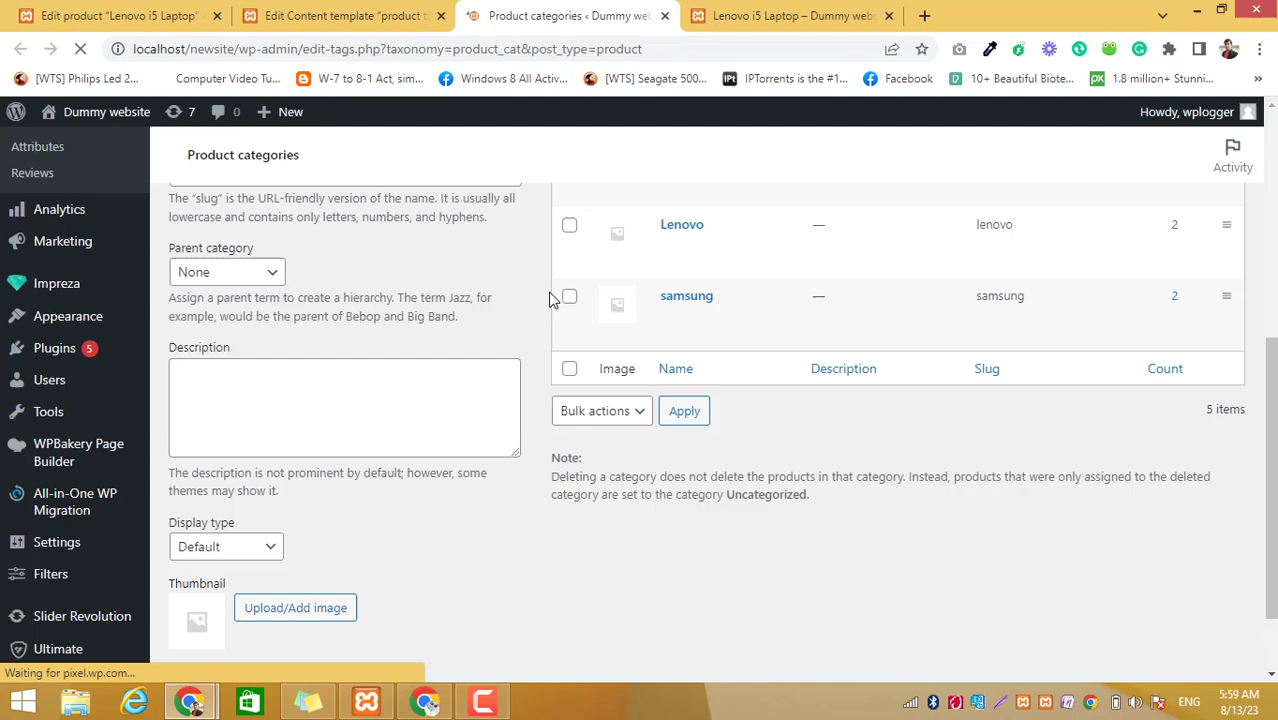 Edit product "Lenovo i5 Laptop"
Edit Content template "product t
Product categories ‹ Dummy web
Lenovo i5 Laptop – Dummy webs
localhost/newsite/wp-admin/edit-tags.php?taxonomy=product_cat&post_type=product
[WTS] Philips Led 2...
Computer Video Tu...
W-7 to 8-1 Act, sim...
Windows 8 All Activ...
[WTS] Seagate 500...
IPTorrents is the #1...
Facebook
10+ Beautiful Biote...
1.8 million+ Stunni...
»
Dummy website
7
0
New
Howdy, wplogger
Attributes
Reviews
Analytics
Marketing
Impreza
Appearance
Plugins 5
Users
Tools
WPBakery Page
Builder
All-in-One WP
Migration
Settings
Filters
Slider Revolution
Ultimate
Product categories
Activity
The "slug" is the URL-friendly version of the name. It is usually all
lowercase and contains only letters, numbers, and hyphens.
Parent category
None
Assign a parent term to create a hierarchy. The term Jazz, for
example, would be the parent of Bebop and Big Band.
Description
The description is not prominent by default; however, some
themes may show it.
Display type
Default
Thumbnail
Upload/Add image
Lenovo — lenovo 2
samsung — samsung 2
Image Name Description Slug Count
Bulk actions Apply 5 items
Note:
Deleting a category does not delete the products in that category. Instead, products that were only assigned to the deleted
category are set to the category Uncategorized.
Waiting for pixel.wp.com...
ENG
5:59 AM
8/13/23